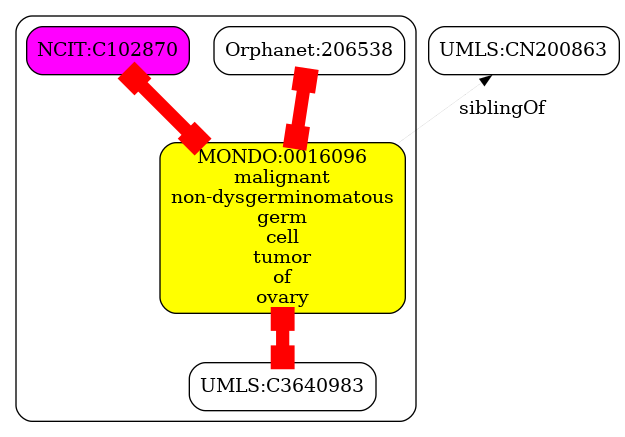 NCIT:C102870
Orphanet:206538
UMLS:CN200863
siblingOf
MONDO:0016096
malignant
non-dysgerminomatous
germ
cell
tumor
of
ovary
UMLS:C3640983